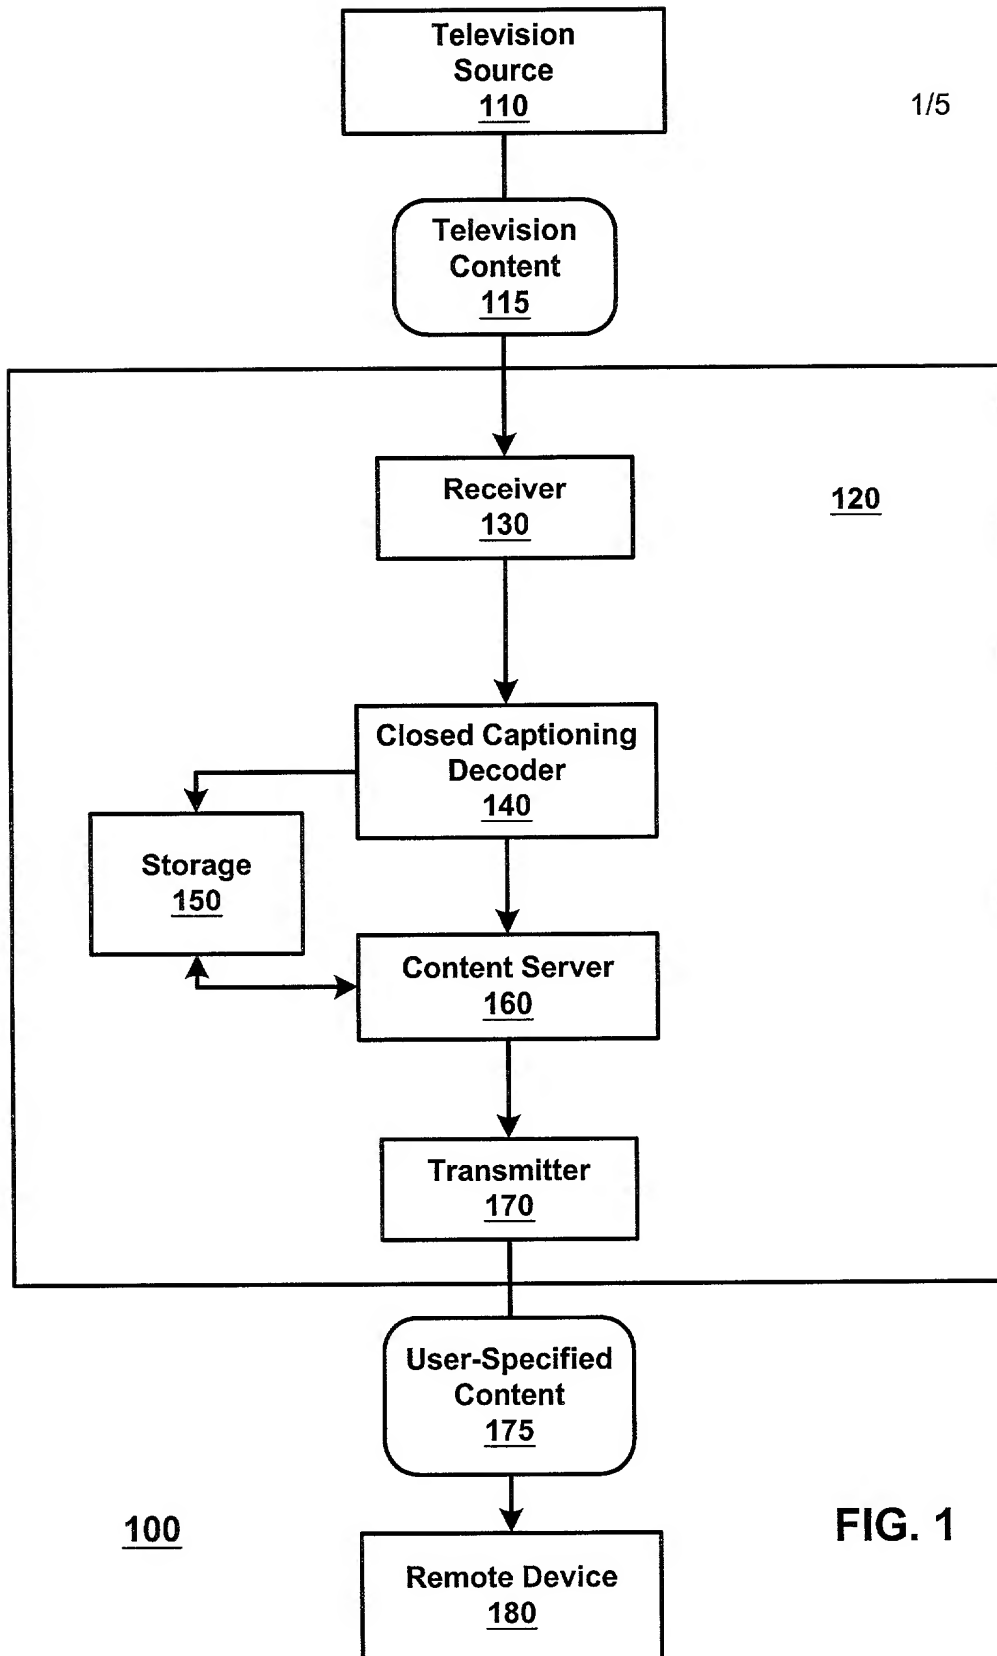 Television
Source
110
1/5
Television
Content
115
Receiver
130
120
Closed Captioning
Decoder
140
Storage
150
Content Server
160
Transmitter
170
User-Specified
Content
175
100
FIG. 1
Remote Device
180